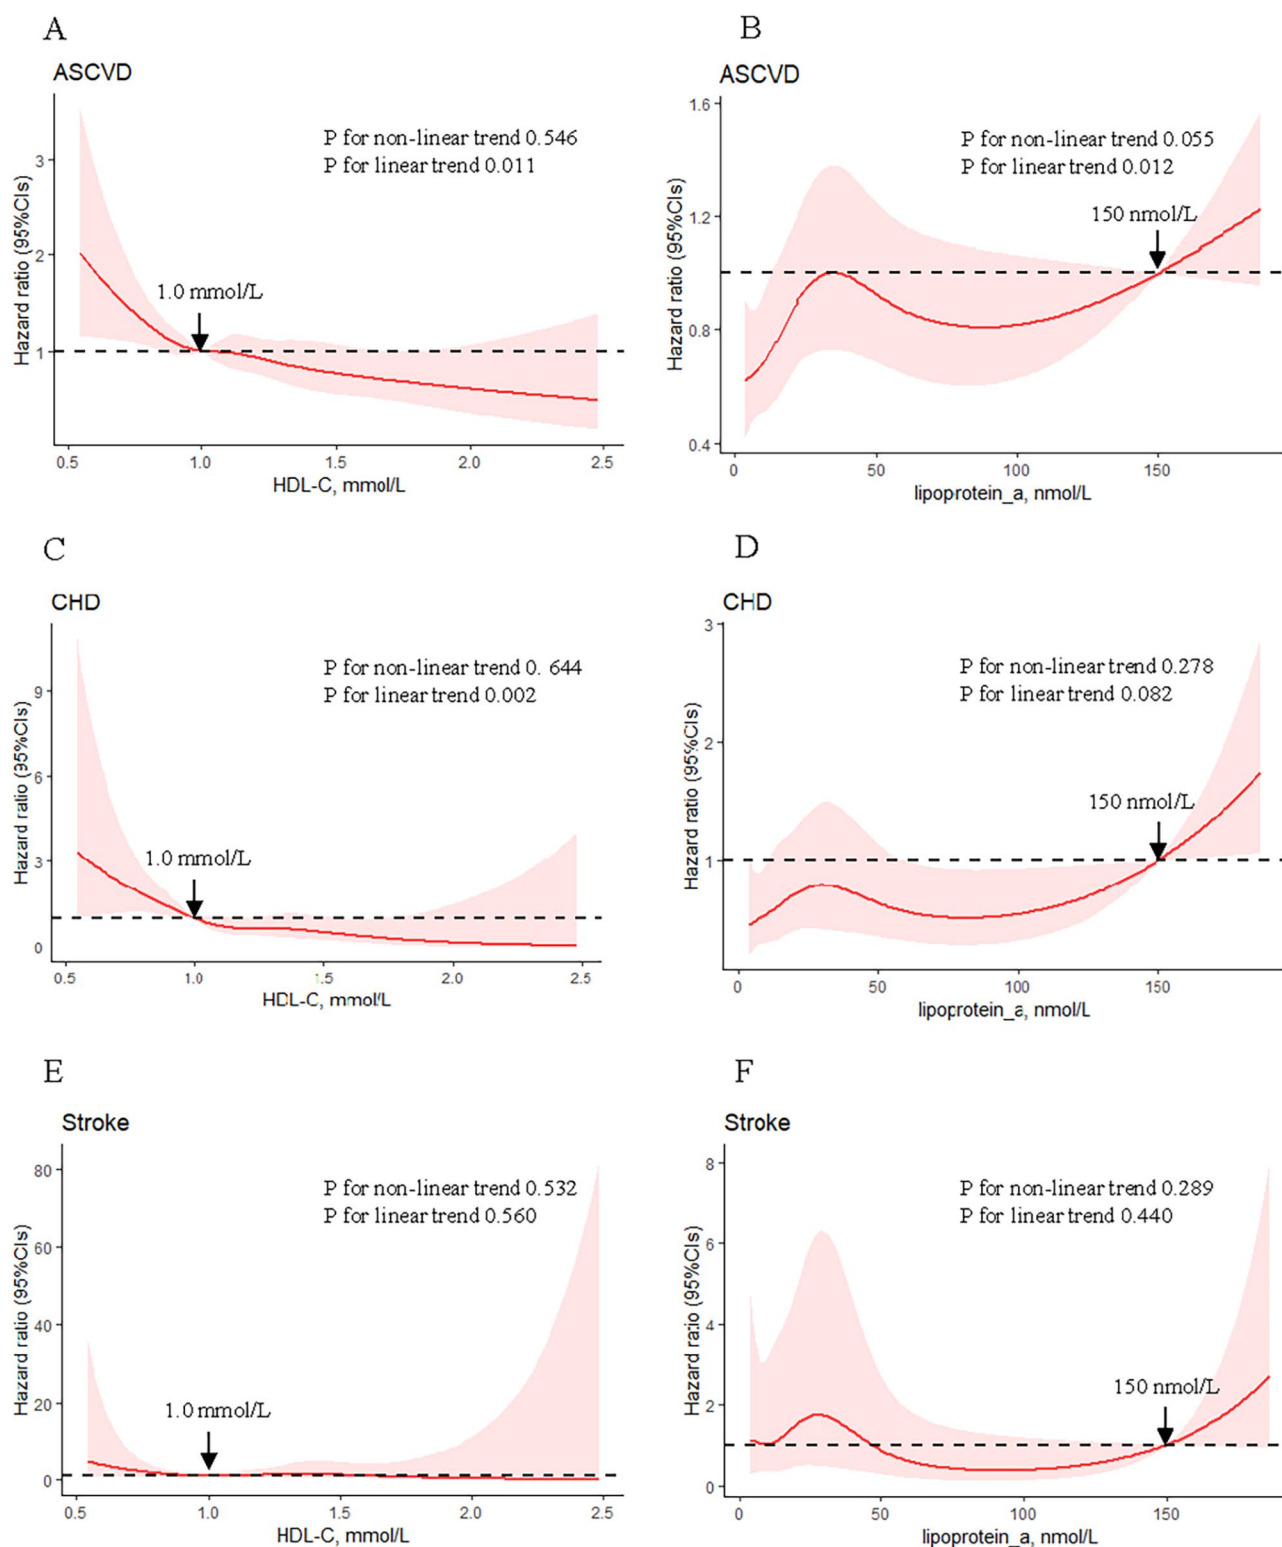 A
ASCVD
P for non-linear trend 0.546
P for linear trend 0.011
1.0 mmol/L
Hazard ratio (95%CIs)
3
2
1
0.5 1.0 1.5 2.0 2.5
HDL-C, mmol/L
B
ASCVD
P for non-linear trend 0.055
P for linear trend 0.012
150 nmol/L
Hazard ratio (95%CIs)
1.6
1.2
0.8
0.4
0 50 100 150
lipoprotein_a, nmol/L
C
CHD
P for non-linear trend 0. 644
P for linear trend 0.002
1.0 mmol/L
Hazard ratio (95%CIs)
9
6
3
0
0.5 1.0 1.5 2.0 2.5
HDL-C, mmol/L
D
CHD
P for non-linear trend 0.278
P for linear trend 0.082
150 nmol/L
Hazard ratio (95%CIs)
3
2
1
0 50 100 150
lipoprotein_a, nmol/L
E
Stroke
P for non-linear trend 0.532
P for linear trend 0.560
1.0 mmol/L
Hazard ratio (95%CIs)
80
60
40
20
0
0.5 1.0 1.5 2.0 2.5
HDL-C, mmol/L
F
Stroke
P for non-linear trend 0.289
P for linear trend 0.440
150 nmol/L
Hazard ratio (95%CIs)
8
6
4
2
0
0 50 100 150
lipoprotein_a, nmol/L